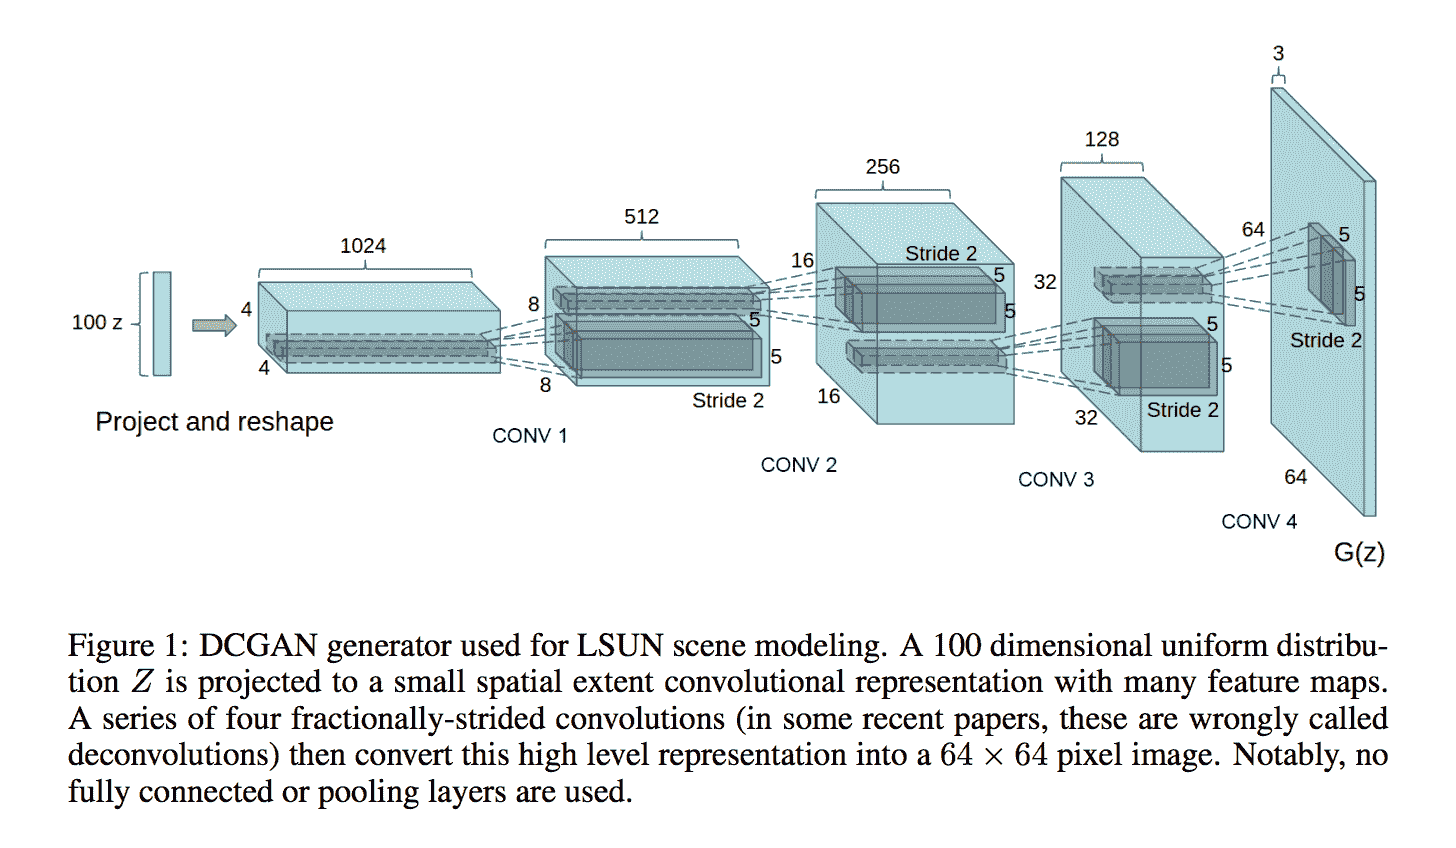 3
128
256
64
512
Stride 2
5
1024
16
5
32
5
4
8
5
5
5
100 z
5
Stride 2
5
4
8
16
Stride 2
Stride 2
32
Project and reshape
CONV 1
CONV 2
CONV 3
64
CONV 4
G(z)
Figure 1: DCGAN generator used for LSUN scene modeling. A 100 dimensional uniform distribu-
tion Z is projected to a small spatial extent convolutional representation with many feature maps.
A series of four fractionally-strided convolutions (in some recent papers, these are wrongly called
deconvolutions) then convert this high level representation into a 64 × 64 pixel image. Notably, no
fully connected or pooling layers are used.